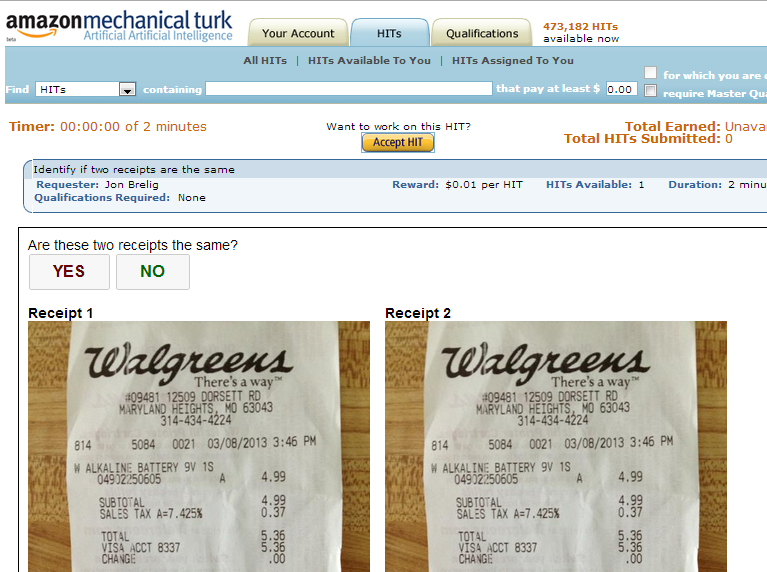 amazonmechanical turk
beta
Artificial Artificial Intelligence
Your Account
HITs
Qualifications
473,182 HITs
available now
All HITs | HITs Available To You | HITs Assigned To You
Find HITs containing that pay at least $ 0.00
for which you are
require Master
Timer: 00:00:00 of 2 minutes
Want to work on this HIT?
Accept HIT
Total Earned:
Total HITs Submitted: 0
Identify if two receipts are the same
Requester: Jon Brelig
Reward: $0.01 per HIT
HITs Available: 1
Duration: 2
Qualifications Required: None
Are these two receipts the same?
YES
NO
Receipt 1
Walgreens
There's a way™
#09481 12509 DORSETT RD
MARYLAND HEIGHTS, MO 63043
314-434-4224
814 5084 0021 03/08/2013 3:46 PM
W ALKALINE BATTERY 9V 1S
04902250605 A 4.99
SUBTOTAL 4.99
SALES TAX A=7.425% 0.37
TOTAL 5.36
VISA ACCT 8337 5.36
CHANGE .00
Receipt 2
Walgreens
There's a way™
#09481 12509 DORSETT RD
MARYLAND HEIGHTS, MO 63043
314-434-4224
814 5084 0021 03/08/2013 3:46 PM
W ALKALINE BATTERY 9V 1S
04902250605 A 4.99
SUBTOTAL 4.99
SALES TAX A=7.425% 0.37
TOTAL 5.36
VISA ACCT 8337 5.36
CHANGE .00